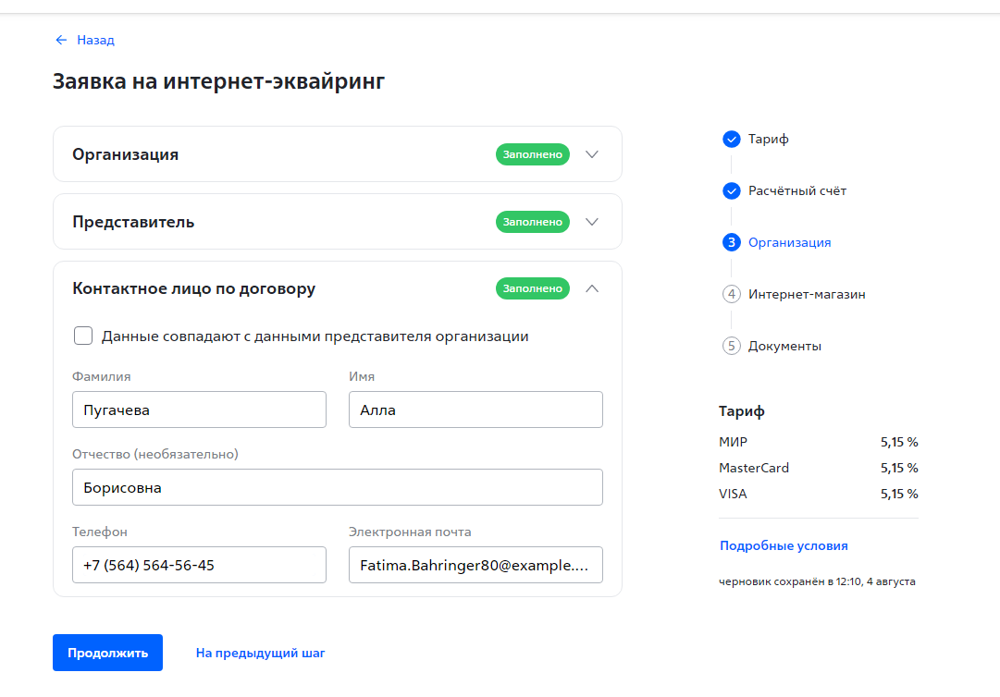 Назад
Заявка на интернет-эквайринг
Организация Заполнено
Представитель Заполнено
Контактное лицо по договору Заполнено
Данные совпадают с данными представителя организации
Фамилия Имя
Пугачева Алла
Отчество (необязательно)
Борисовна
Телефон Электронная почта
+7 (564) 564-56-45 Fatima.Bahringer80@example....
Продолжить На предыдущий шаг
Тариф
Расчётный счёт
3 Организация
4 Интернет-магазин
5 Документы
Тариф
МИР 5,15 %
MasterCard 5,15 %
VISA 5,15 %
Подробные условия
черновик сохранён в 12:10, 4 августа